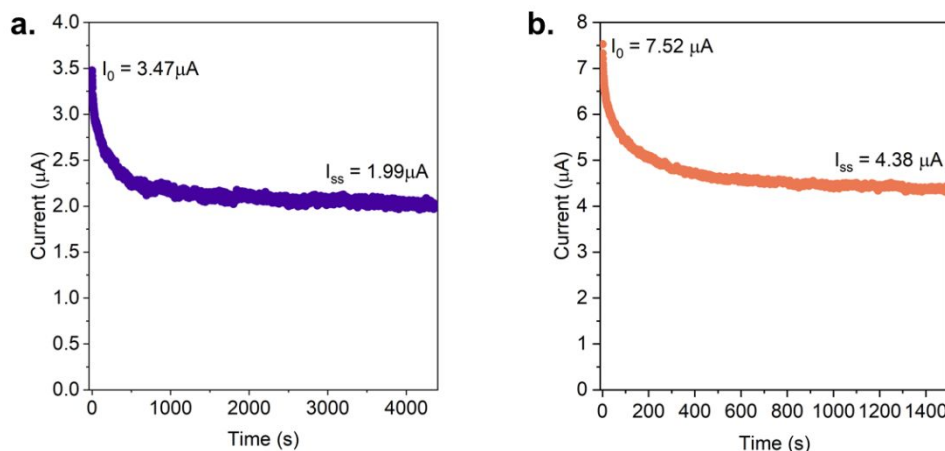 a.
4.0
3.5
3.0
2.5
2.0
1.5
1.0
0.5
0.0
Current (µA)
I₀ = 3.47µA
Iₛₛ = 1.99µA
0 1000 2000 3000 4000
Time (s)
b.
8
7
6
5
4
3
2
1
0
Current (µA)
I₀ = 7.52 µA
Iₛₛ = 4.38 µA
0 200 400 600 800 1000 1200 1400
Time (s)